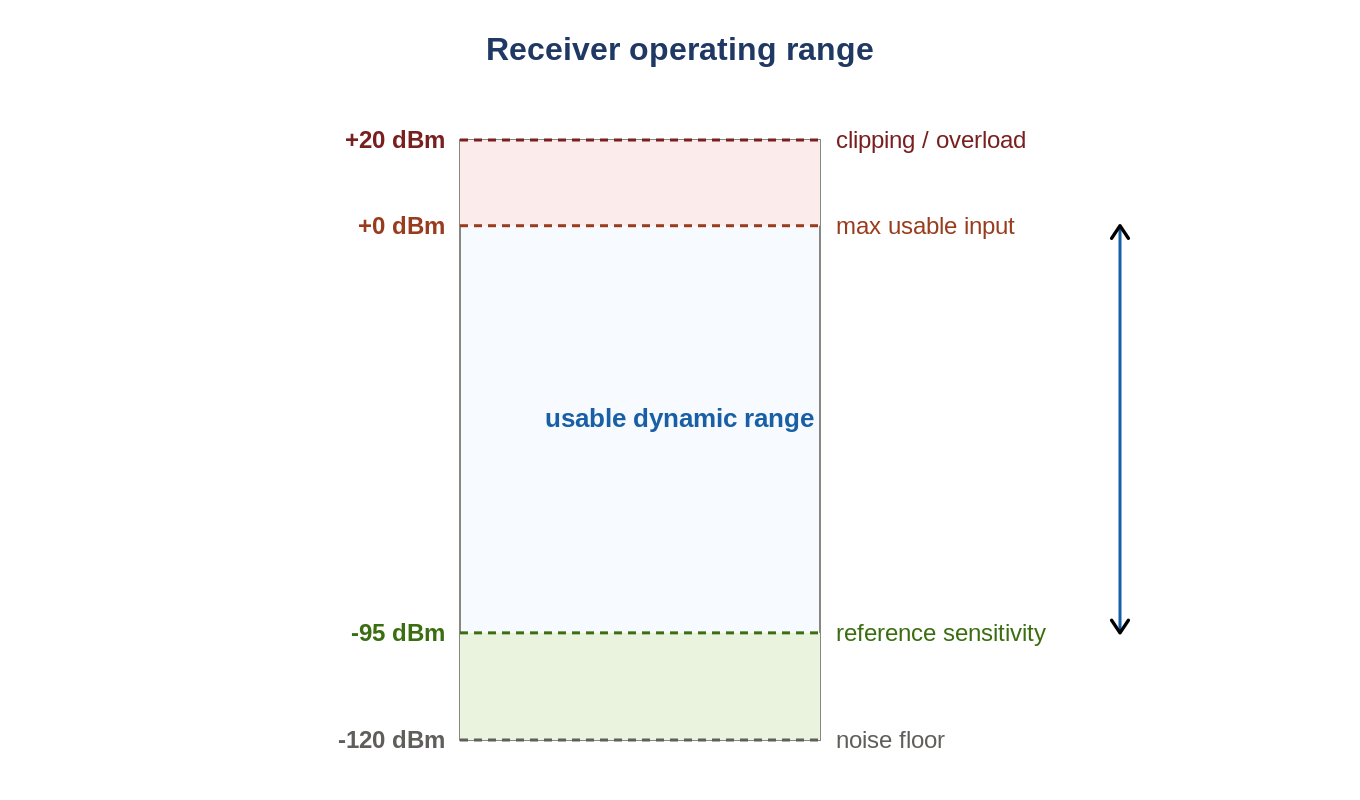 Receiver operating range
+20 dBm clipping / overload
+0 dBm max usable input
usable dynamic range
-95 dBm reference sensitivity
-120 dBm noise floor